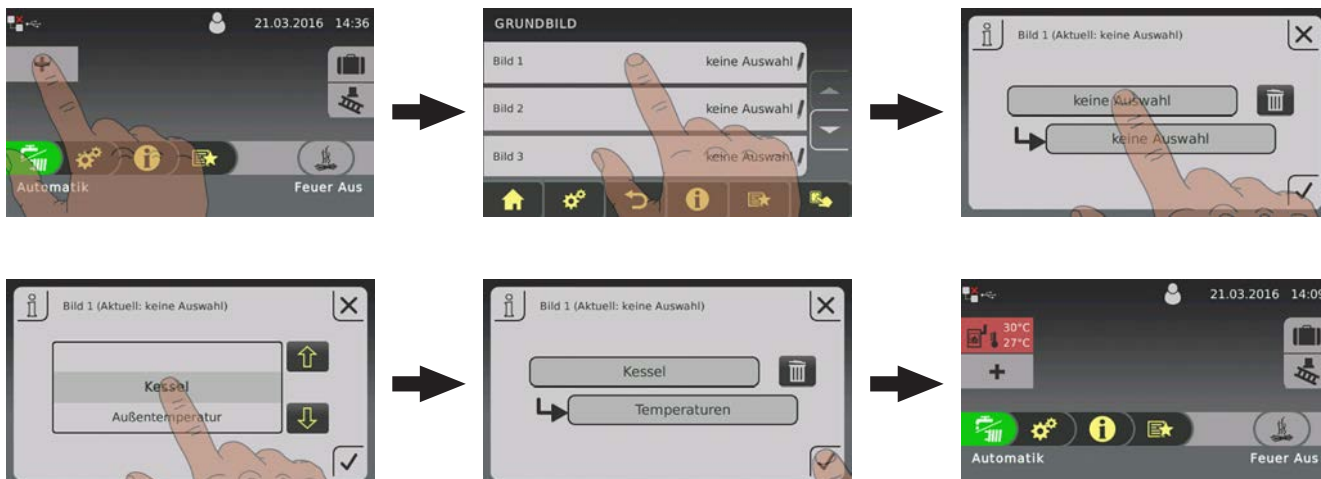 21.03.2016 14:36
Automatik
Feuer Aus
GRUNDBILD
Bild 1 keine Auswahl
Bild 2 keine Auswahl
Bild 3 keine Auswahl
Bild 1 (Aktuell: keine Auswahl)
keine Auswahl
keine Auswahl
Bild 1 (Aktuell: keine Auswahl)
Kessel
Außentemperatur
Bild 1 (Aktuell: keine Auswahl)
Kessel
Temperaturen
21.03.2016 14:09
30°C
27°C
Automatik
Feuer Aus